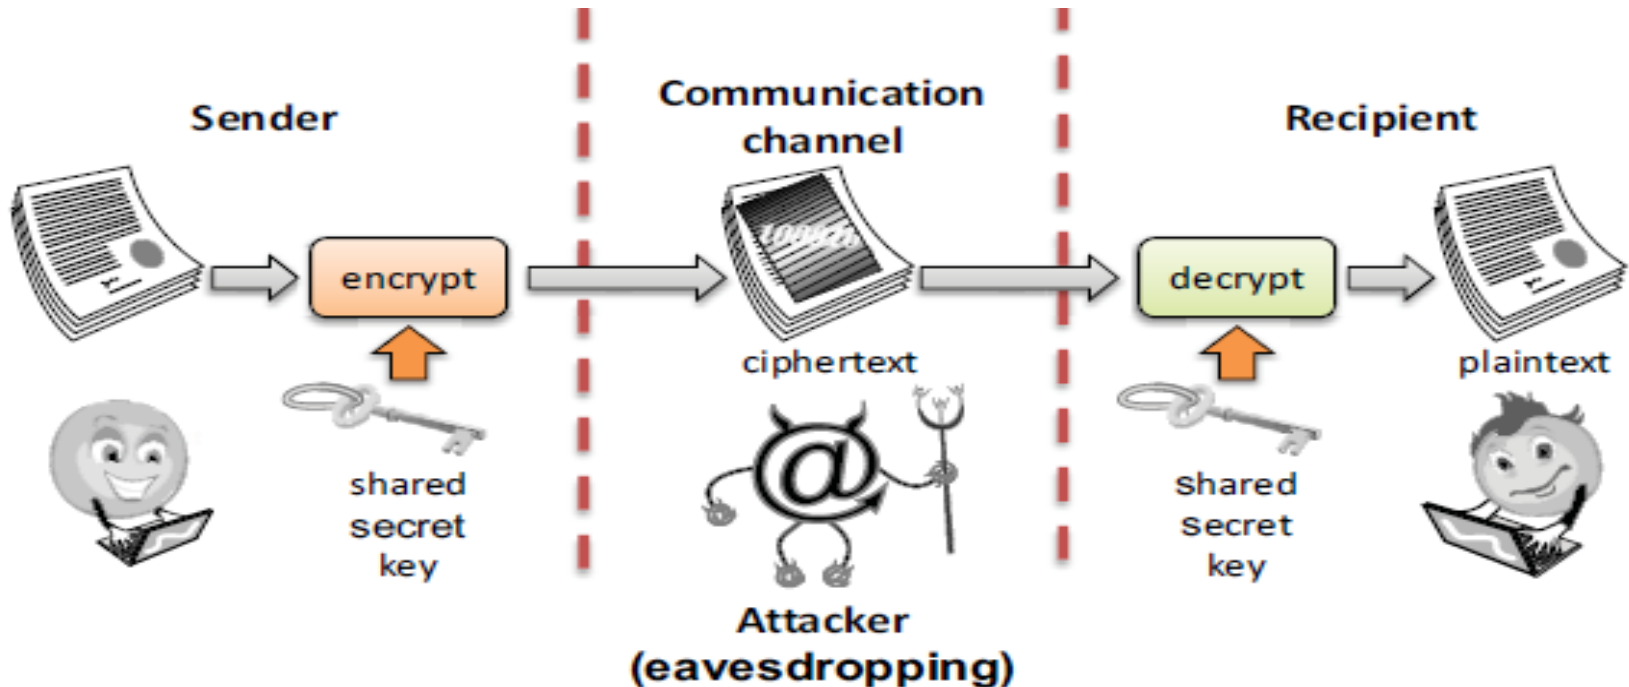 Sender
Communication
channel
Recipient
encrypt
decrypt
ciphertext
plaintext
@
shared
secret
key
shared
secret
key
Attacker
(eavesdropping)